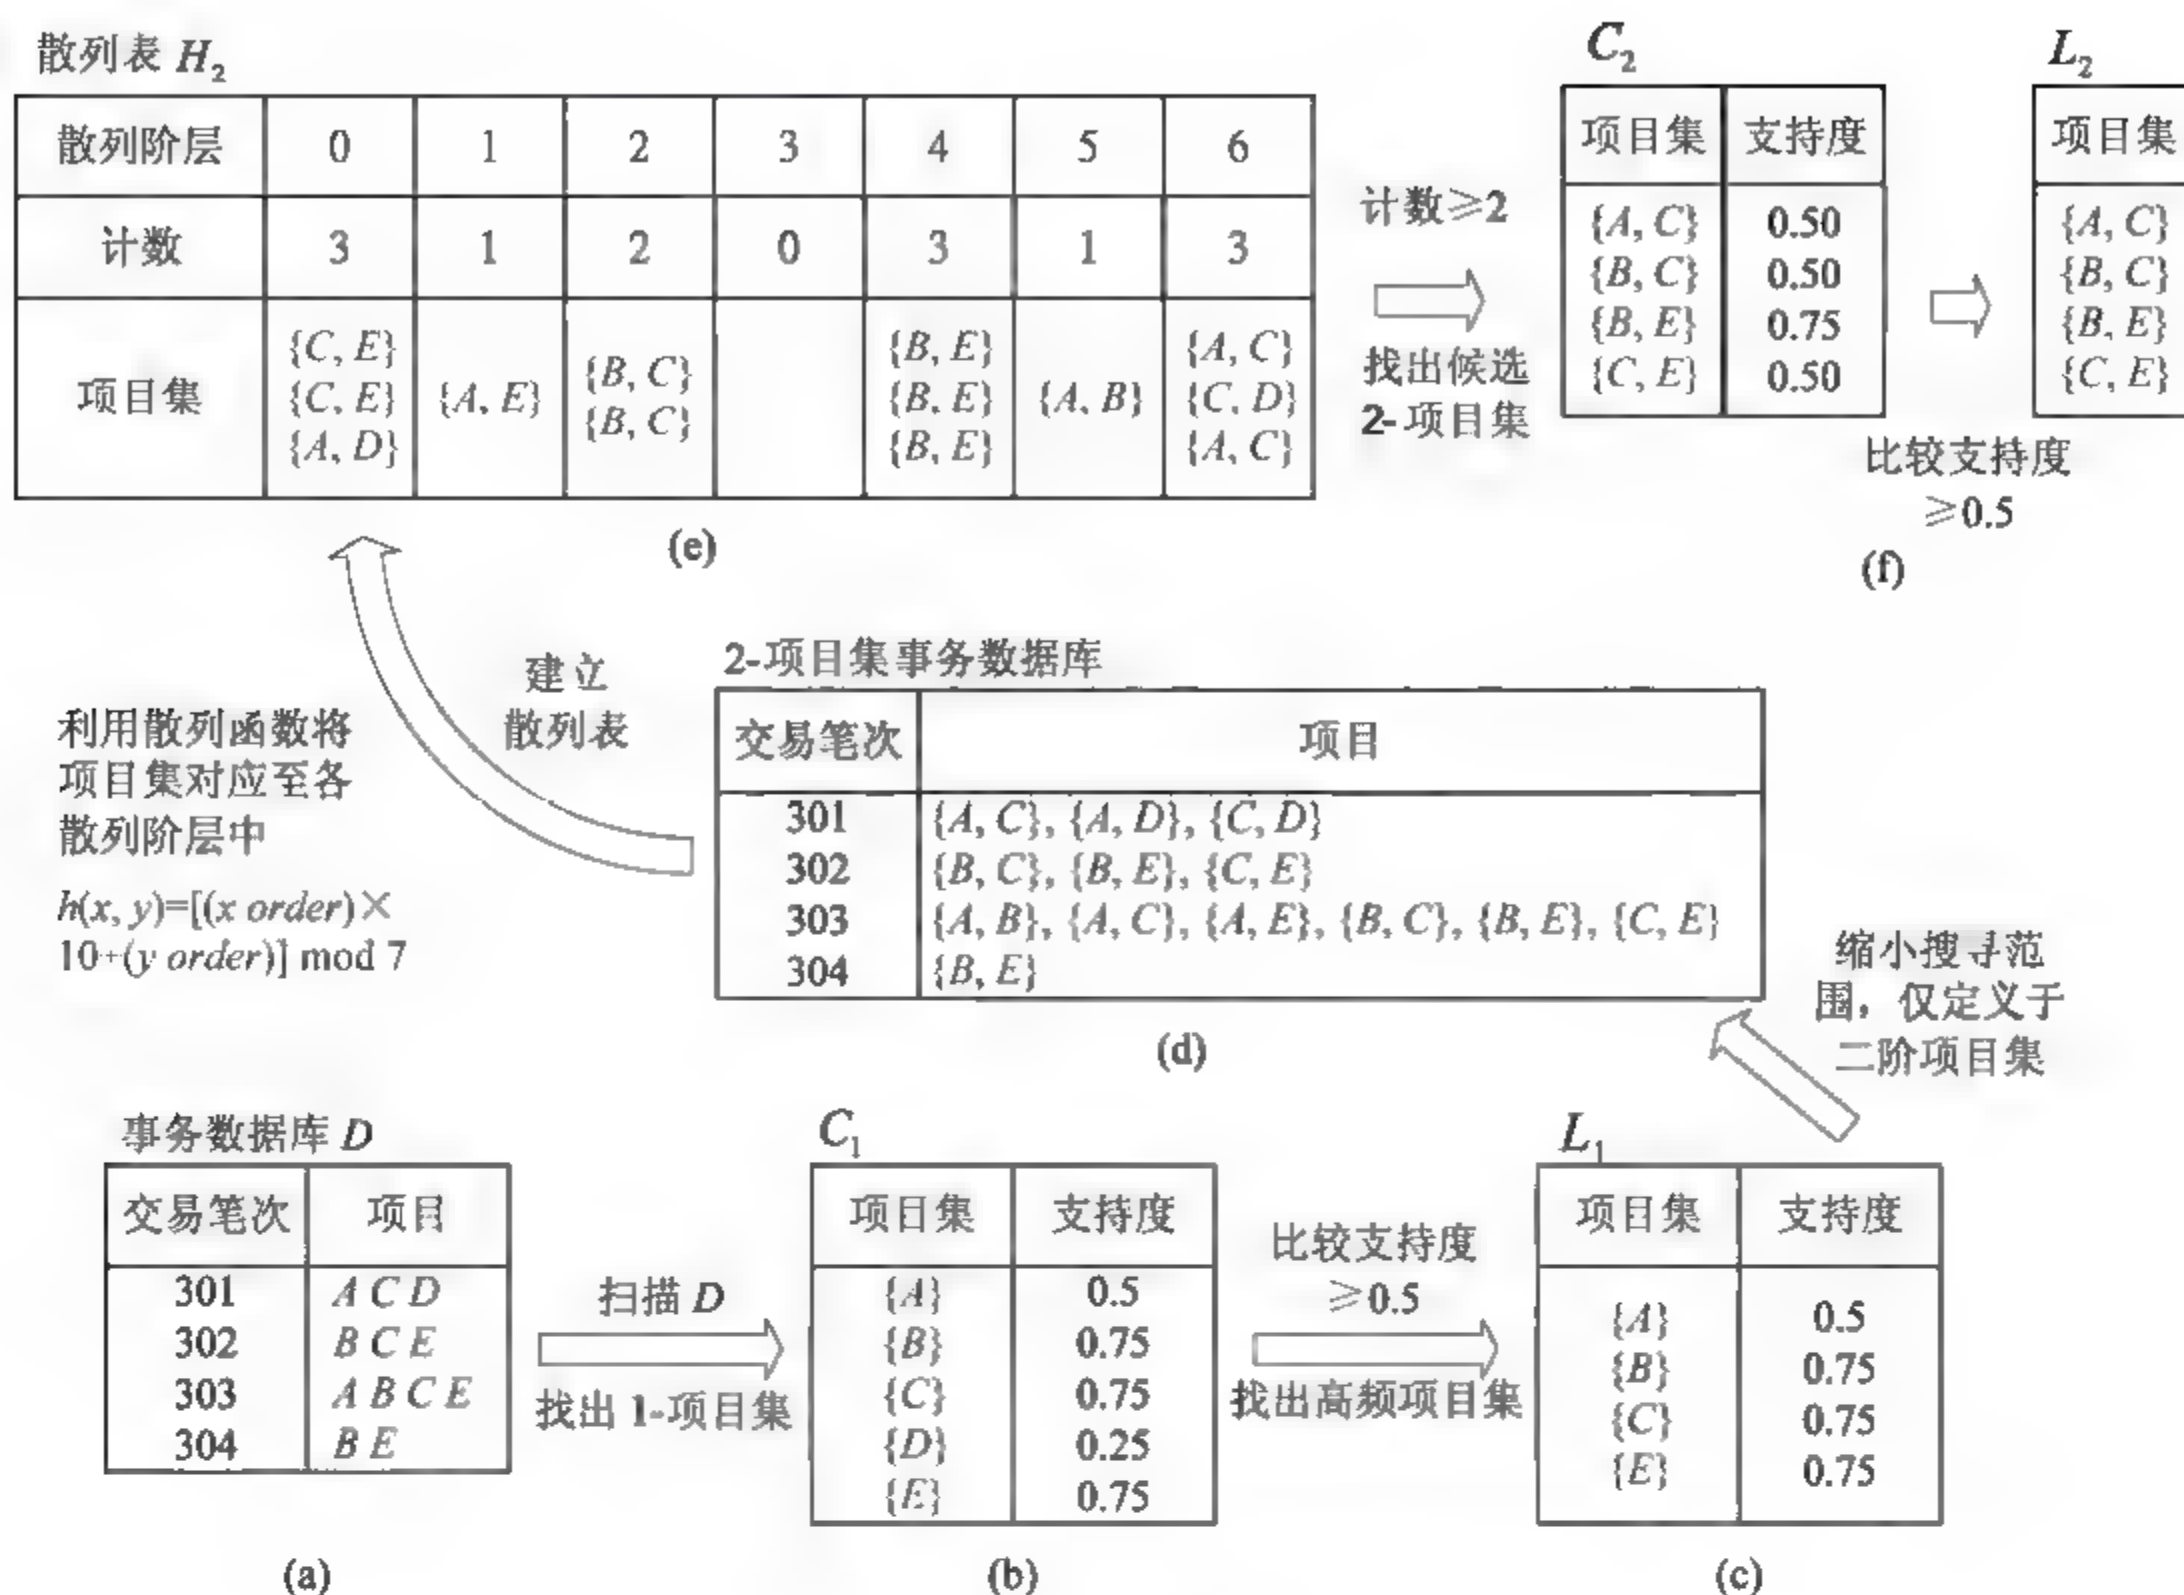 散列表 H₂
散列阶层 0 1 2 3 4 5 6
计数 3 1 2 0 3 1 3
项目集
{C, E}
{C, E}
{A, D}
{A, E}
{B, C}
{B, C}
{B, E}
{B, E}
{B, E}
{A, B}
{A, C}
{C, D}
{A, C}
(e)
计数≥2
找出候选
2-项目集
C₂
项目集 支持度
{A, C} 0.50
{B, C} 0.50
{B, E} 0.75
{C, E} 0.50
比较支持度
≥0.5
L₂
项目集
{A, C}
{B, C}
{B, E}
{C, E}
(f)
利用散列函数将
项目集对应至各
散列阶层中
h(x, y)=[(x order)×
10+(y order)] mod 7
建立
散列表
2-项目集事务数据库
交易笔次 项目
301 {A, C}, {A, D}, {C, D}
302 {B, C}, {B, E}, {C, E}
303 {A, B}, {A, C}, {A, E}, {B, C}, {B, E}, {C, E}
304 {B, E}
(d)
缩小搜寻范
围，仅定义于
二阶项目集
事务数据库 D
交易笔次 项目
301 A C D
302 B C E
303 A B C E
304 B E
(a)
扫描 D
找出 1-项目集
C₁
项目集 支持度
{A} 0.5
{B} 0.75
{C} 0.75
{D} 0.25
{E} 0.75
(b)
比较支持度
≥0.5
找出高频项目集
L₁
项目集 支持度
{A} 0.5
{B} 0.75
{C} 0.75
{E} 0.75
(c)